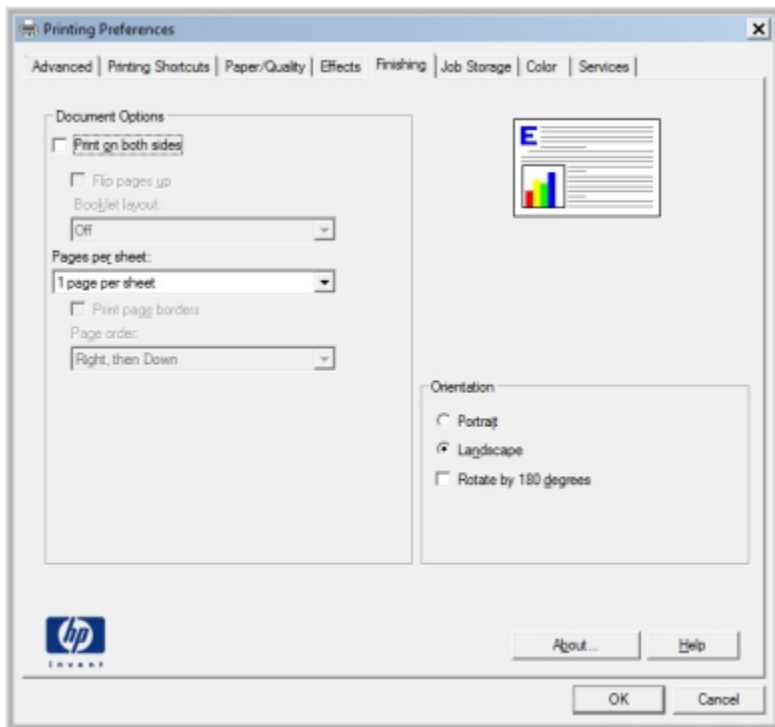 Printing Preferences
Advanced Printing Shortcuts Paper/Quality Effects Finishing Job Storage Color Services
Document Options
Print on both sides
Flip pages up
Booklet layout:
Off
Pages per sheet:
1 page per sheet
Print page borders
Page order:
Right, then Down
E
Orientation
Portrait
Landscape
Rotate by 180 degrees
hp
invent
About... Help
OK Cancel